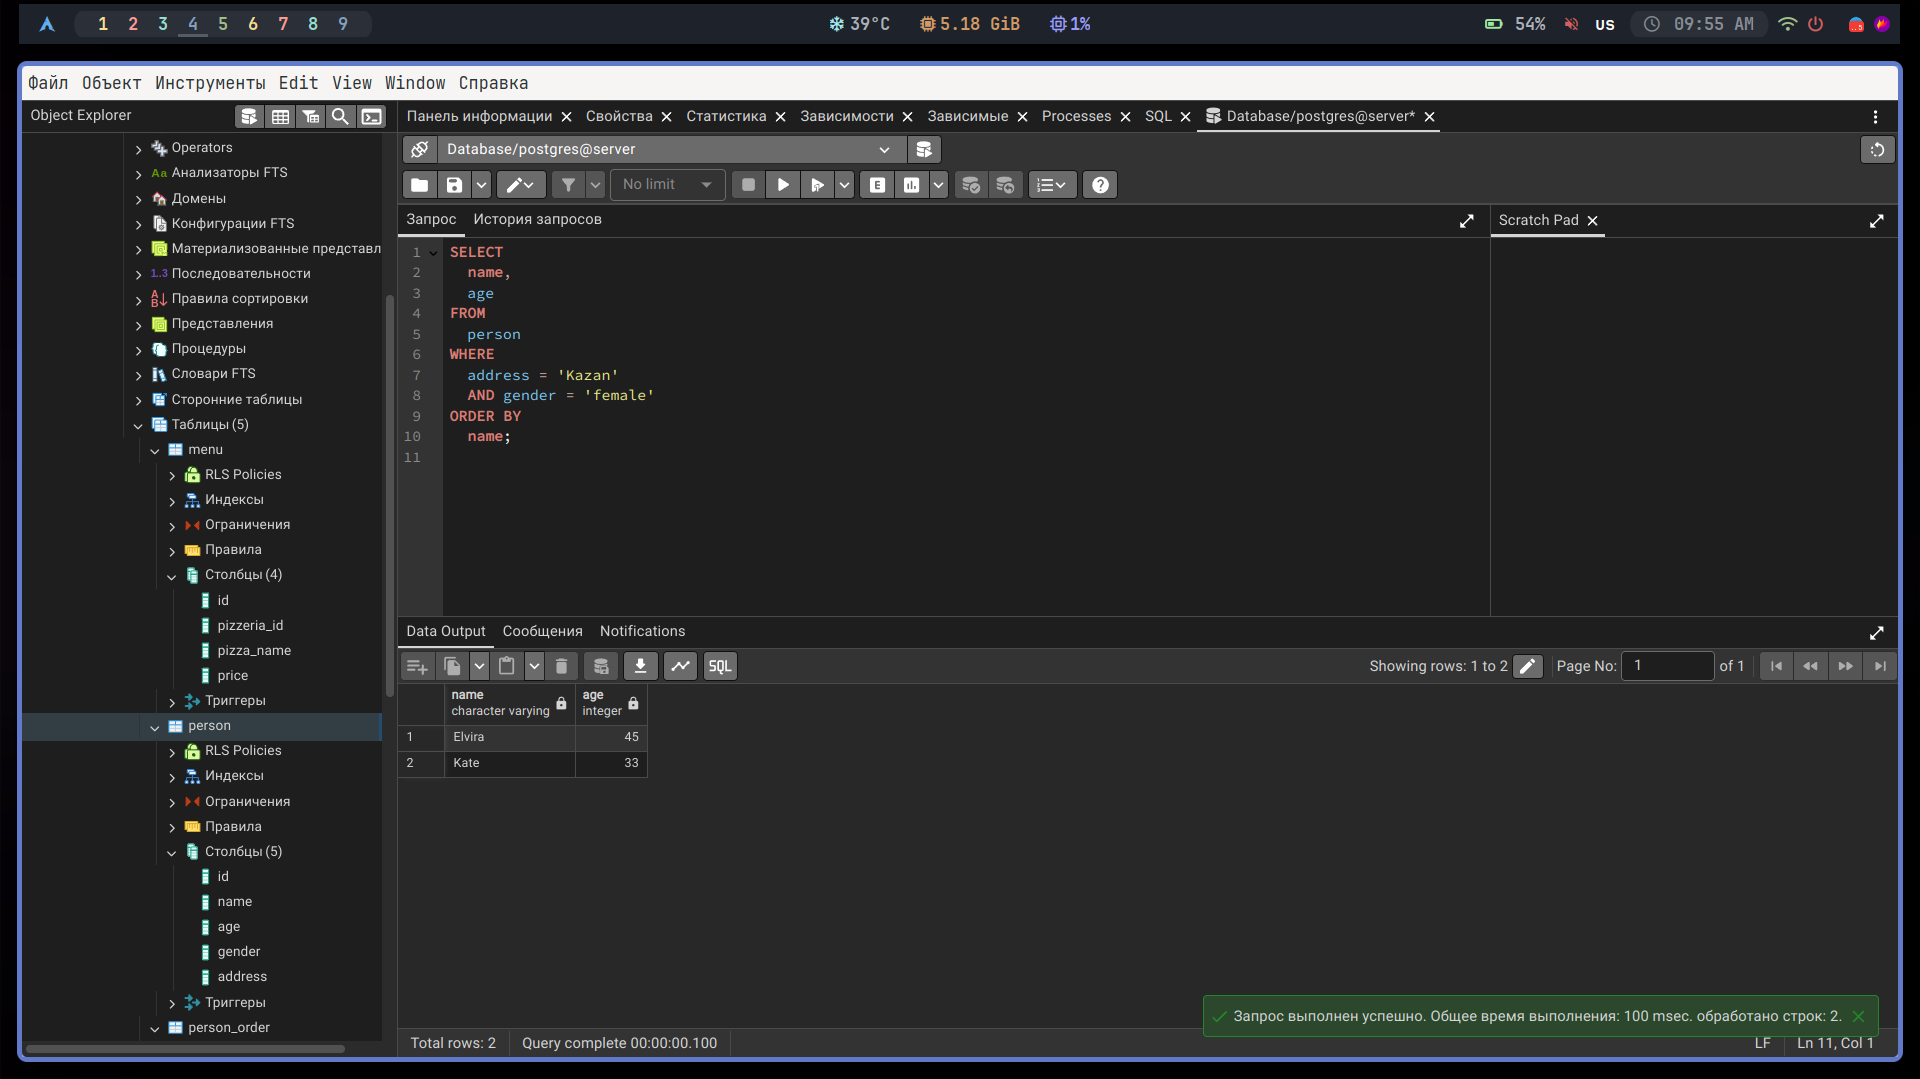 1 2 3 4 5 6 7 8 9 39°C 5.18 GiB 1% 54% US 09:55 AM
Файл Объект Инструменты Edit View Window Справка
Object Explorer
Панель информации Свойства Статистика Зависимости Зависимые Processes SQL Database/postgres@server*
Database/postgres@server
No limit
E
Запрос История запросов
Scratch Pad
Operators
Aa Анализаторы FTS
Домены
Конфигурации FTS
Материализованные представл
1..3 Последовательности
Правила сортировки
Представления
Процедуры
Словари FTS
Сторонние таблицы
Таблицы (5)
menu
RLS Policies
Индексы
Ограничения
Правила
Столбцы (4)
id
pizzeria_id
pizza_name
price
Триггеры
person
RLS Policies
Индексы
Ограничения
Правила
Столбцы (5)
id
name
age
gender
address
Триггеры
person_order
1 SELECT
2 name,
3 age
4 FROM
5 person
6 WHERE
7 address = 'Kazan'
8 AND gender = 'female'
9 ORDER BY
10 name;
11
Data Output Сообщения Notifications
SQL
Showing rows: 1 to 2 Page No: 1 of 1
name age
character varying integer
1 Elvira 45
2 Kate 33
Запрос выполнен успешно. Общее время выполнения: 100 msec. обработано строк: 2.
Total rows: 2 Query complete 00:00:00.100 LF Ln 11, Col 1